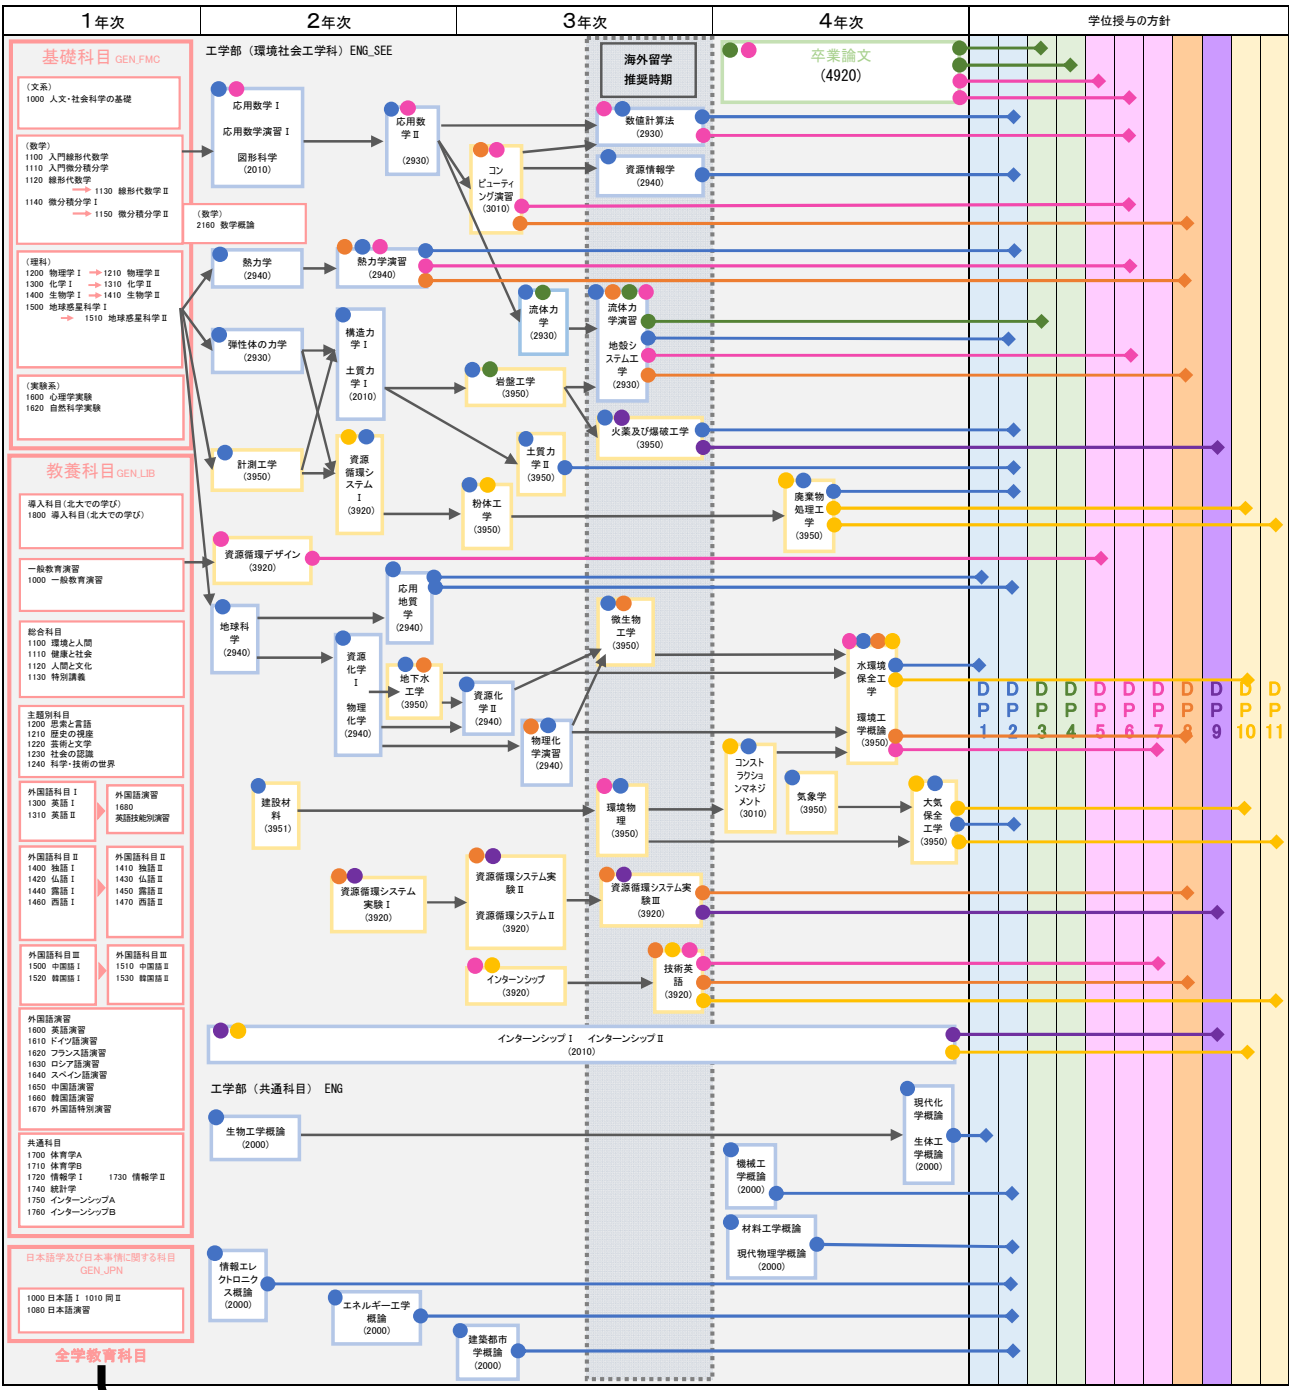 1年次
2年次
3年次
4年次
学位授与の方針
基礎科目 GEN_FMC
(文系)
1000 人文・社会科学の基礎
(数学)
1100 入門線形代数学
1110 入門微分積分学
1120 線形代数学
1130 線形代数学Ⅱ
1140 微分積分学Ⅰ
1150 微分積分学Ⅱ
(数学)
2160 数学概論
(理科)
1200 物理学Ⅰ 1210 物理学Ⅱ
1300 化学Ⅰ 1310 化学Ⅱ
1400 生物学Ⅰ 1410 生物学Ⅱ
1500 地球惑星科学Ⅰ
1510 地球惑星科学Ⅱ
(実験系)
1600 心理学実験
1620 自然科学実験
教養科目 GEN_LIB
導入科目(北大での学び)
1800 導入科目(北大での学び)
一般教育演習
1000 一般教育演習
総合科目
1100 環境と人間
1110 健康と社会
1120 人間と文化
1130 特別講義
主題別科目
1200 思索と言語
1210 歴史の視座
1220 芸術と文学
1230 社会の認識
1240 科学・技術の世界
外国語科目Ⅰ
1300 英語Ⅰ
1310 英語Ⅱ
外国語演習
1680
英語技能別演習
外国語科目Ⅱ
1400 独語Ⅰ
1420 仏語Ⅰ
1440 露語Ⅰ
1460 西語Ⅰ
外国語科目Ⅱ
1410 独語Ⅱ
1430 仏語Ⅱ
1450 露語Ⅱ
1470 西語Ⅱ
外国語科目Ⅲ
1500 中国語Ⅰ
1520 韓国語Ⅰ
外国語科目Ⅲ
1510 中国語Ⅱ
1530 韓国語Ⅱ
外国語演習
1600 英語演習
1610 ドイツ語演習
1620 フランス語演習
1630 ロシア語演習
1640 スペイン語演習
1650 中国語演習
1660 韓国語演習
1670 外国語特別演習
共通科目
1700 体育学A
1710 体育学B
1720 情報学Ⅰ 1730 情報学Ⅱ
1740 統計学
1750 インターンシップA
1760 インターンシップB
日本語学及び日本事情に関する科目
GEN_JPN
1000 日本語Ⅰ 1010 同Ⅱ
1080 日本語演習
全学教育科目
工学部(環境社会工学科)ENG_SEE
海外留学
推奨時期
卒業論文
(4920)
応用数学Ⅰ
応用数学演習Ⅰ
図形科学
(2010)
応用数
学Ⅱ
(2930)
コン
ピューティ
ング演習
(3010)
数値計算法
(2930)
資源情報学
(2940)
熱力学
(2940)
熱力学演習
(2940)
流体力
学
(2930)
流体力
学演習
地殻シ
ステム工
学
(2930)
弾性体の力学
(2930)
構造力
学Ⅰ
土質力
学Ⅰ
(2010)
岩盤工学
(3950)
火薬及び爆破工学
(3950)
計測工学
(3950)
資源
循環シ
ステム
Ⅰ
(3920)
土質力
学Ⅱ
(3950)
粉体工
学
(3950)
廃棄物
処理工
学
(3950)
資源循環デザイン
(3920)
応用
地質
学
(2940)
地球科
学
(2940)
微生物
工学
(3950)
資源
化学
Ⅰ
物理
化学
(2940)
地下水
工学
(3950)
資源化
学Ⅱ
(2940)
物理化
学演習
(2940)
水環境
保全工
学
環境工
学概論
(3950)
コンスト
ラクショ
ンマネジ
メント
(3010)
気象学
(3950)
大気
保全
工学
(3950)
建設材
料
(3951)
環境物
理
(3950)
資源循環システム
実験Ⅰ
(3920)
資源循環システム実
験Ⅱ
資源循環システムⅡ
(3920)
資源循環システム実
験Ⅲ
(3920)
インターンシップ
(3920)
技術英
語
(3920)
インターンシップⅠ インターンシップⅡ
(2010)
工学部(共通科目) ENG
生物工学概論
(2000)
現代化
学概論
生体工
学概論
(2000)
機械工
学概論
(2000)
材料工学概論
現代物理学概論
(2000)
情報エレ
クトロニク
ス概論
(2000)
エネルギー工学
概論
(2000)
建築都市
学概論
(2000)
DP1
DP2
DP3
DP4
DP5
DP6
DP7
DP8
DP9
DP10
DP11